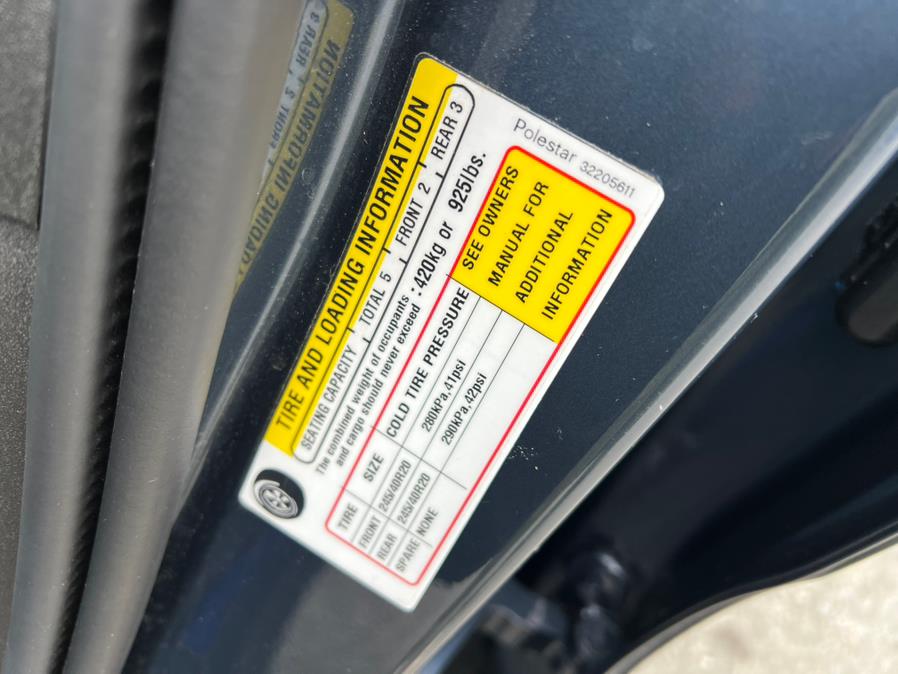 TIRE AND LOADING INFORMATION
SEATING CAPACITY TOTAL 5 FRONT 2 REAR 3
The combined weight of occupants
and cargo should never exceed : 420kg or 925lbs.
Polestar 32205611
TIRE SIZE COLD TIRE PRESSURE
FRONT 245/40R20 280kPa,41psi
REAR 245/40R20 290kPa,42psi
SPARE NONE
SEE OWNERS
MANUAL FOR
ADDITIONAL
INFORMATION